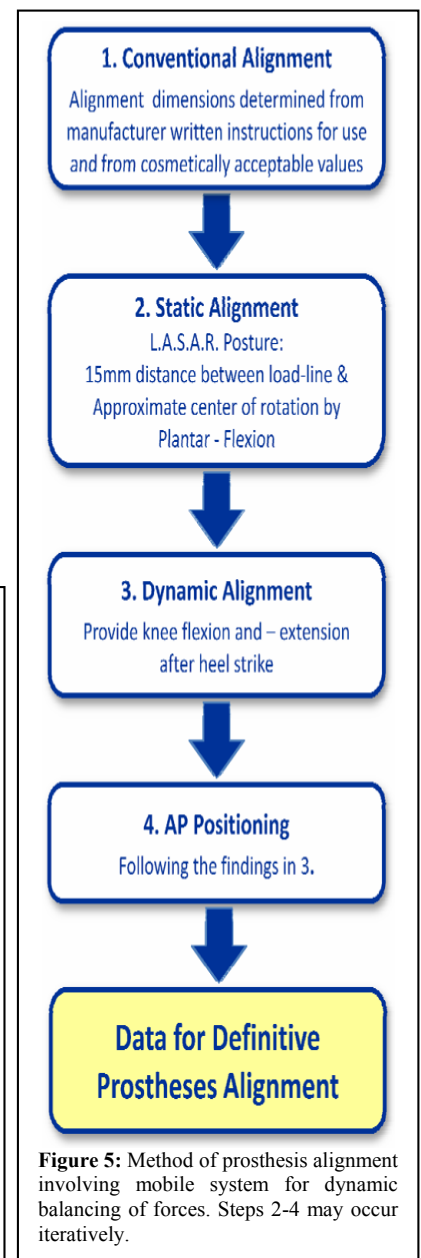 1. Conventional Alignment
Alignment dimensions determined from
manufacturer written instructions for use
and from cosmetically acceptable values
2. Static Alignment
L.A.S.A.R. Posture:
15mm distance between load-line &
Approximate center of rotation by
Plantar - Flexion
3. Dynamic Alignment
Provide knee flexion and – extension
after heel strike
4. AP Positioning
Following the findings in 3.
Data for Definitive
Prostheses Alignment
Figure 5: Method of prosthesis alignment
involving mobile system for dynamic
balancing of forces. Steps 2-4 may occur
iteratively.